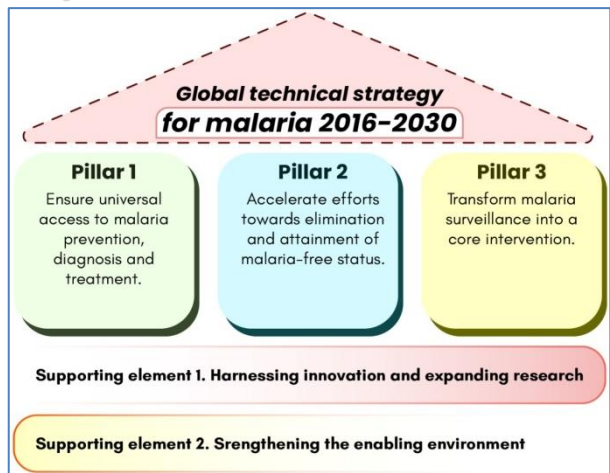 Global technical strategy
for malaria 2016-2030
Pillar 1
Ensure universal
access to malaria
prevention,
diagnosis and
treatment.
Pillar 2
Accelerate efforts
towards elimination
and attainment of
malaria-free status.
Pillar 3
Transform malaria
surveillance into a
core intervention.
Supporting element 1. Harnessing innovation and expanding research
Supporting element 2. Srengthening the enabling environment